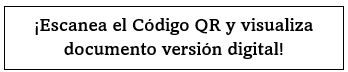 ¡Escanea el Código QR y visualiza
documento versión digital!